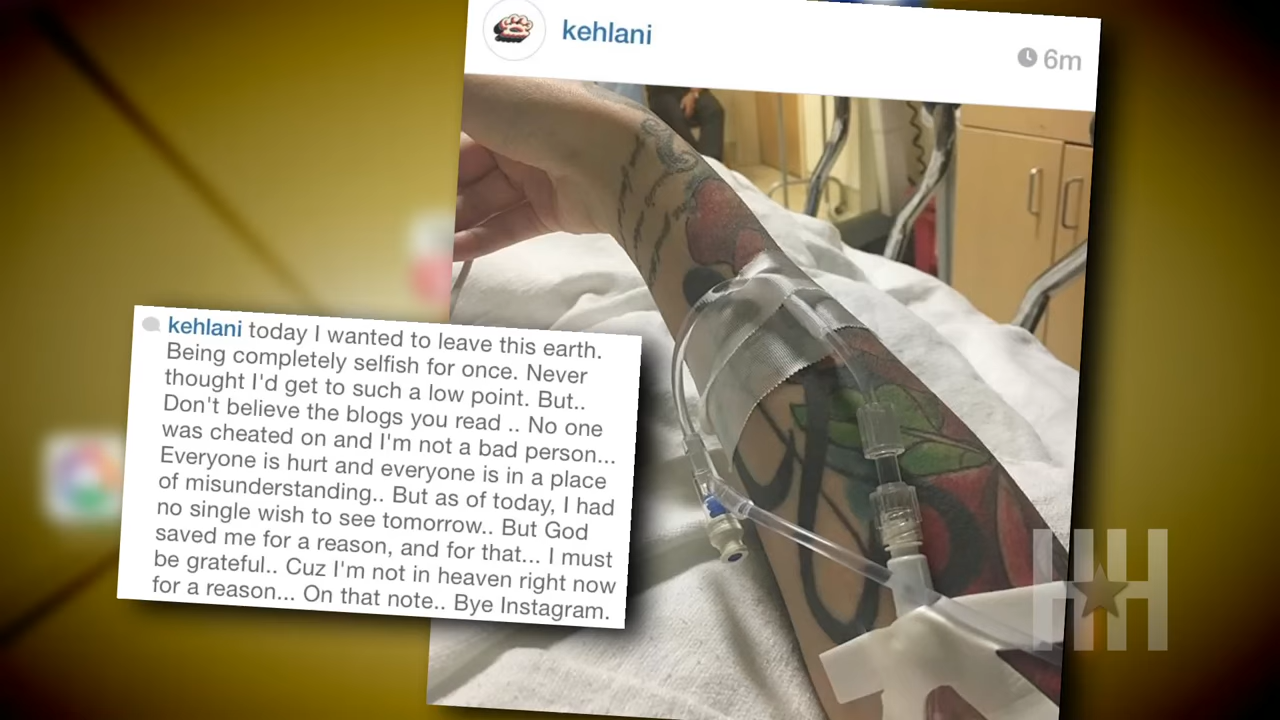 kehlani
6m
kehlani today I wanted to leave this earth.
Being completely selfish for once. Never
thought I'd get to such a low point. But..
Don't believe the blogs you read .. No one
was cheated on and I'm not a bad person...
Everyone is hurt and everyone is in a place
of misunderstanding.. But as of today, I had
no single wish to see tomorrow.. But God
saved me for a reason, and for that... I must
be grateful.. Cuz I'm not in heaven right now
for a reason... On that note.. Bye Instagram.
HH